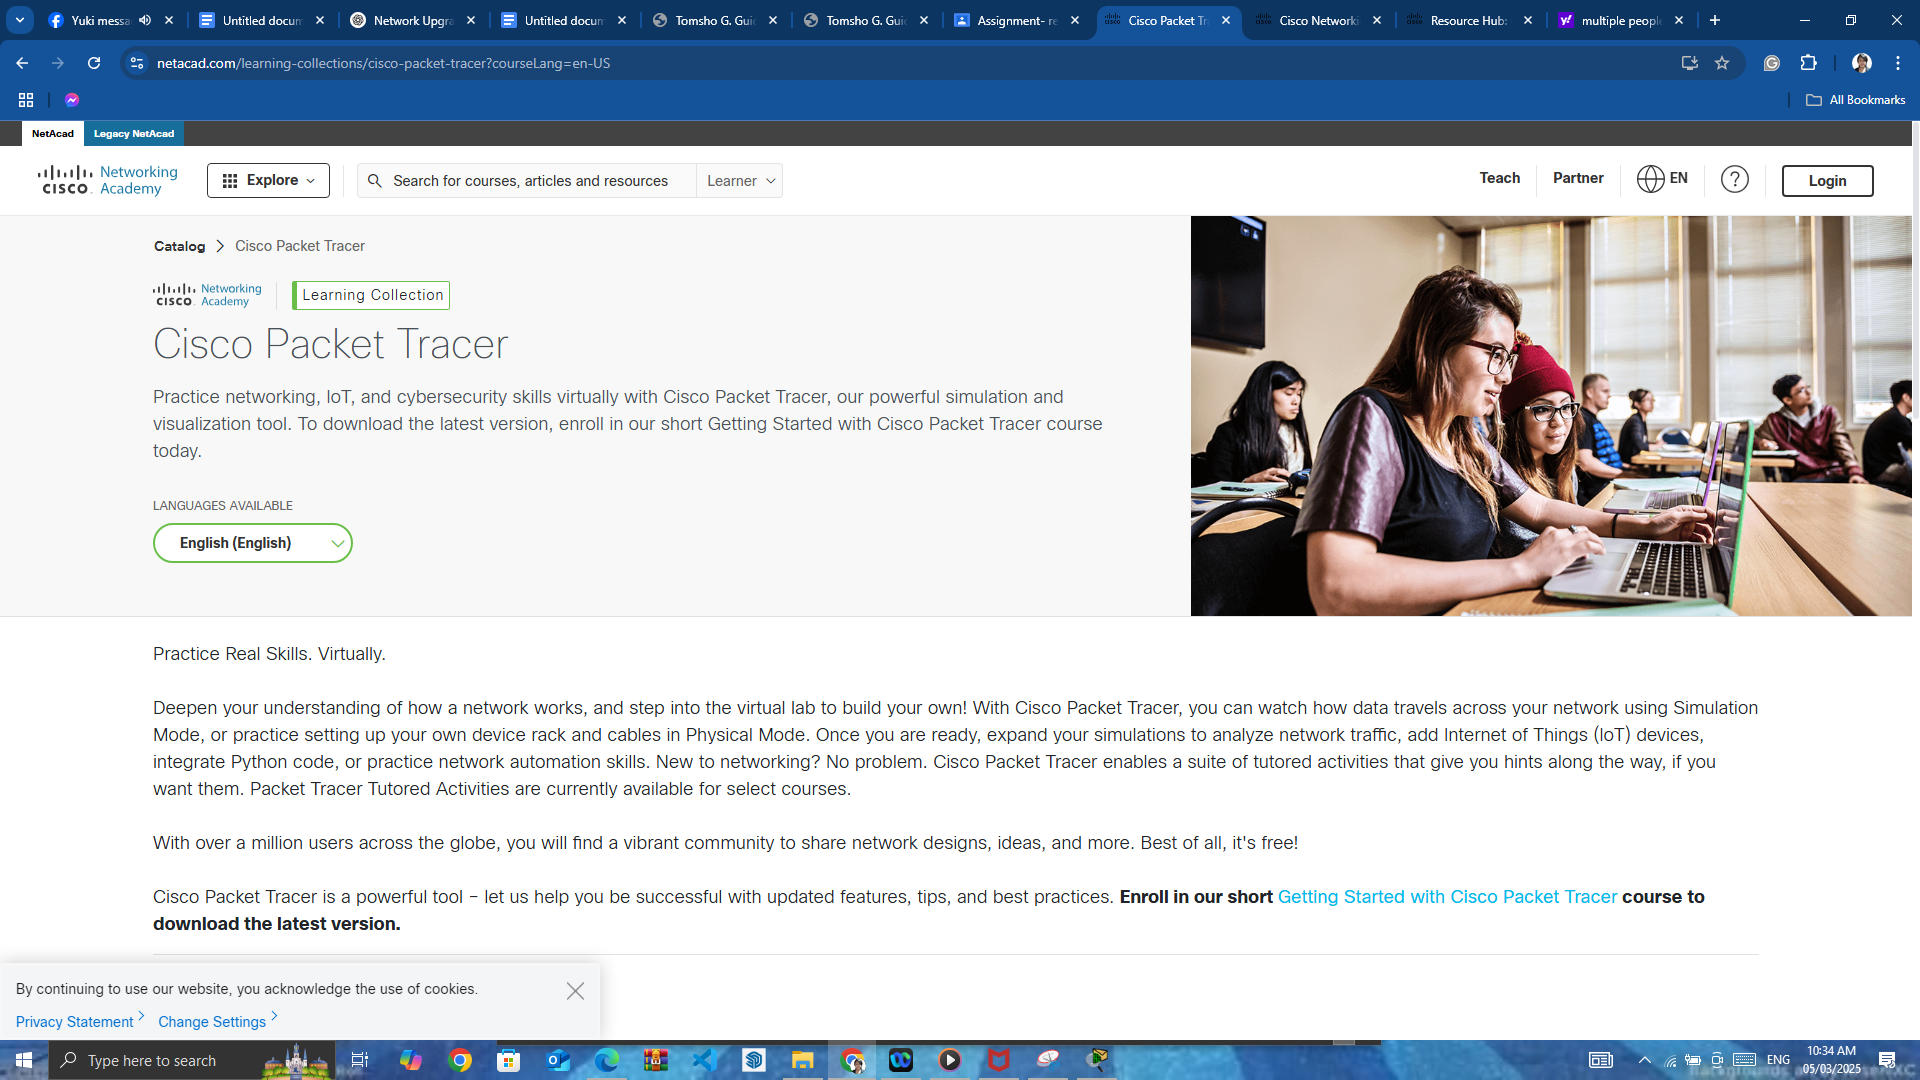 Yuki messa
Untitled docum
Network Upgra
Untitled docum
Tomsho G. Guid
Tomsho G. Guid
Assignment- re
Cisco Packet Tr
Cisco Networki
Resource Hub:
multiple people
netacad.com/learning-collections/cisco-packet-tracer?courseLang=en-US
All Bookmarks
NetAcad
Legacy NetAcad
CISCO
Networking
Academy
Explore
Search for courses, articles and resources
Learner
Teach
Partner
EN
?
Login
Catalog
Cisco Packet Tracer
CISCO
Networking
Academy
Learning Collection
Cisco Packet Tracer
Practice networking, IoT, and cybersecurity skills virtually with Cisco Packet Tracer, our powerful simulation and
visualization tool. To download the latest version, enroll in our short Getting Started with Cisco Packet Tracer course
today.
LANGUAGES AVAILABLE
English (English)
Practice Real Skills. Virtually.
Deepen your understanding of how a network works, and step into the virtual lab to build your own! With Cisco Packet Tracer, you can watch how data travels across your network using Simulation
Mode, or practice setting up your own device rack and cables in Physical Mode. Once you are ready, expand your simulations to analyze network traffic, add Internet of Things (IoT) devices,
integrate Python code, or practice network automation skills. New to networking? No problem. Cisco Packet Tracer enables a suite of tutored activities that give you hints along the way, if you
want them. Packet Tracer Tutored Activities are currently available for select courses.
With over a million users across the globe, you will find a vibrant community to share network designs, ideas, and more. Best of all, it's free!
Cisco Packet Tracer is a powerful tool – let us help you be successful with updated features, tips, and best practices. Enroll in our short Getting Started with Cisco Packet Tracer course to
download the latest version.
By continuing to use our website, you acknowledge the use of cookies.
Privacy Statement
Change Settings
Type here to search
ENG
10:34 AM
05/03/2025